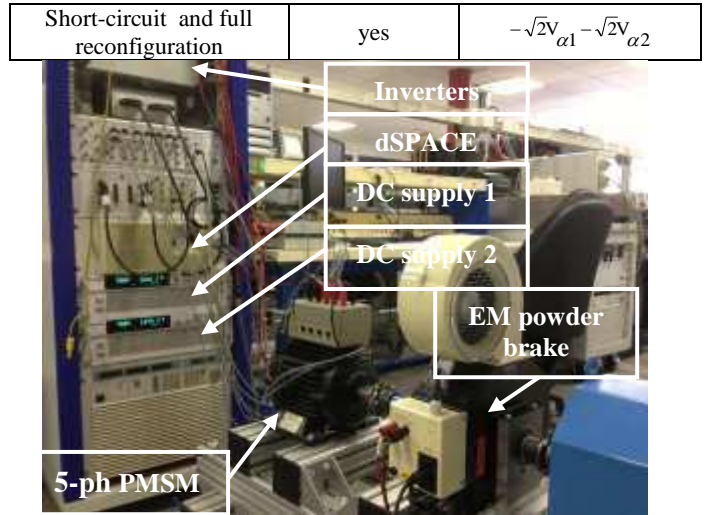 Short-circuit and full reconfiguration yes −√2V_α1 −√2V_α2
Inverters
dSPACE
DC supply 1
DC supply 2
EM powder
brake
5-ph PMSM